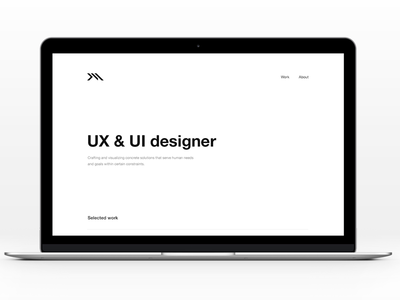 Work About
UX & UI designer
Crafting and visualizing concrete solutions that serve human needs
and goals within certain constraints
Selected work